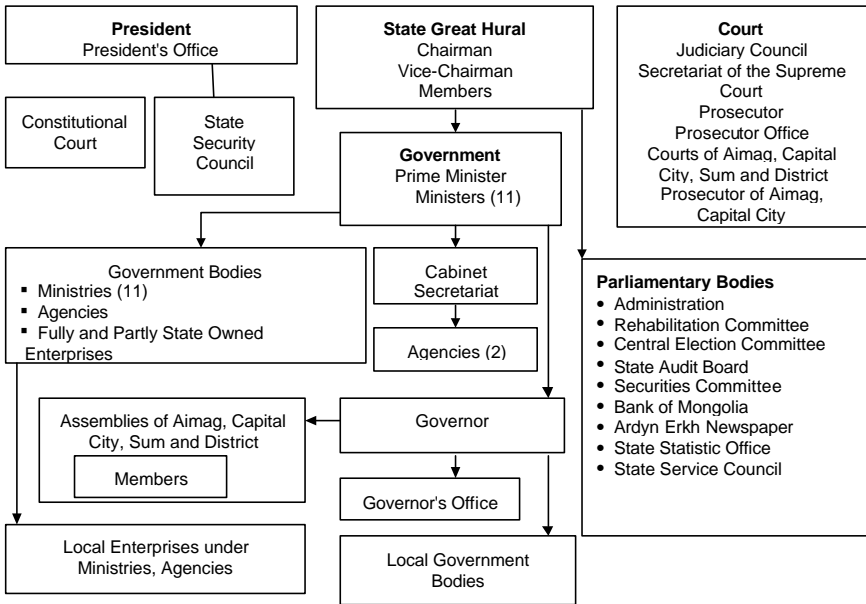 President
President's Office
Constitutional
Court
State
Security
Council
State Great Hural
Chairman
Vice-Chairman
Members
Government
Prime Minister
Ministers (11)
Court
Judiciary Council
Secretariat of the Supreme
Court
Prosecutor
Prosecutor Office
Courts of Aimag, Capital
City, Sum and District
Prosecutor of Aimag,
Capital City
Government Bodies
▪ Ministries (11)
▪ Agencies
▪ Fully and Partly State Owned
Enterprises
Cabinet
Secretariat
Agencies (2)
Parliamentary Bodies
• Administration
• Rehabilitation Committee
• Central Election Committee
• State Audit Board
• Securities Committee
• Bank of Mongolia
• Ardyn Erkh Newspaper
• State Statistic Office
• State Service Council
Assemblies of Aimag, Capital
City, Sum and District
Members
Governor
Governor's Office
Local Enterprises under
Ministries, Agencies
Local Government
Bodies